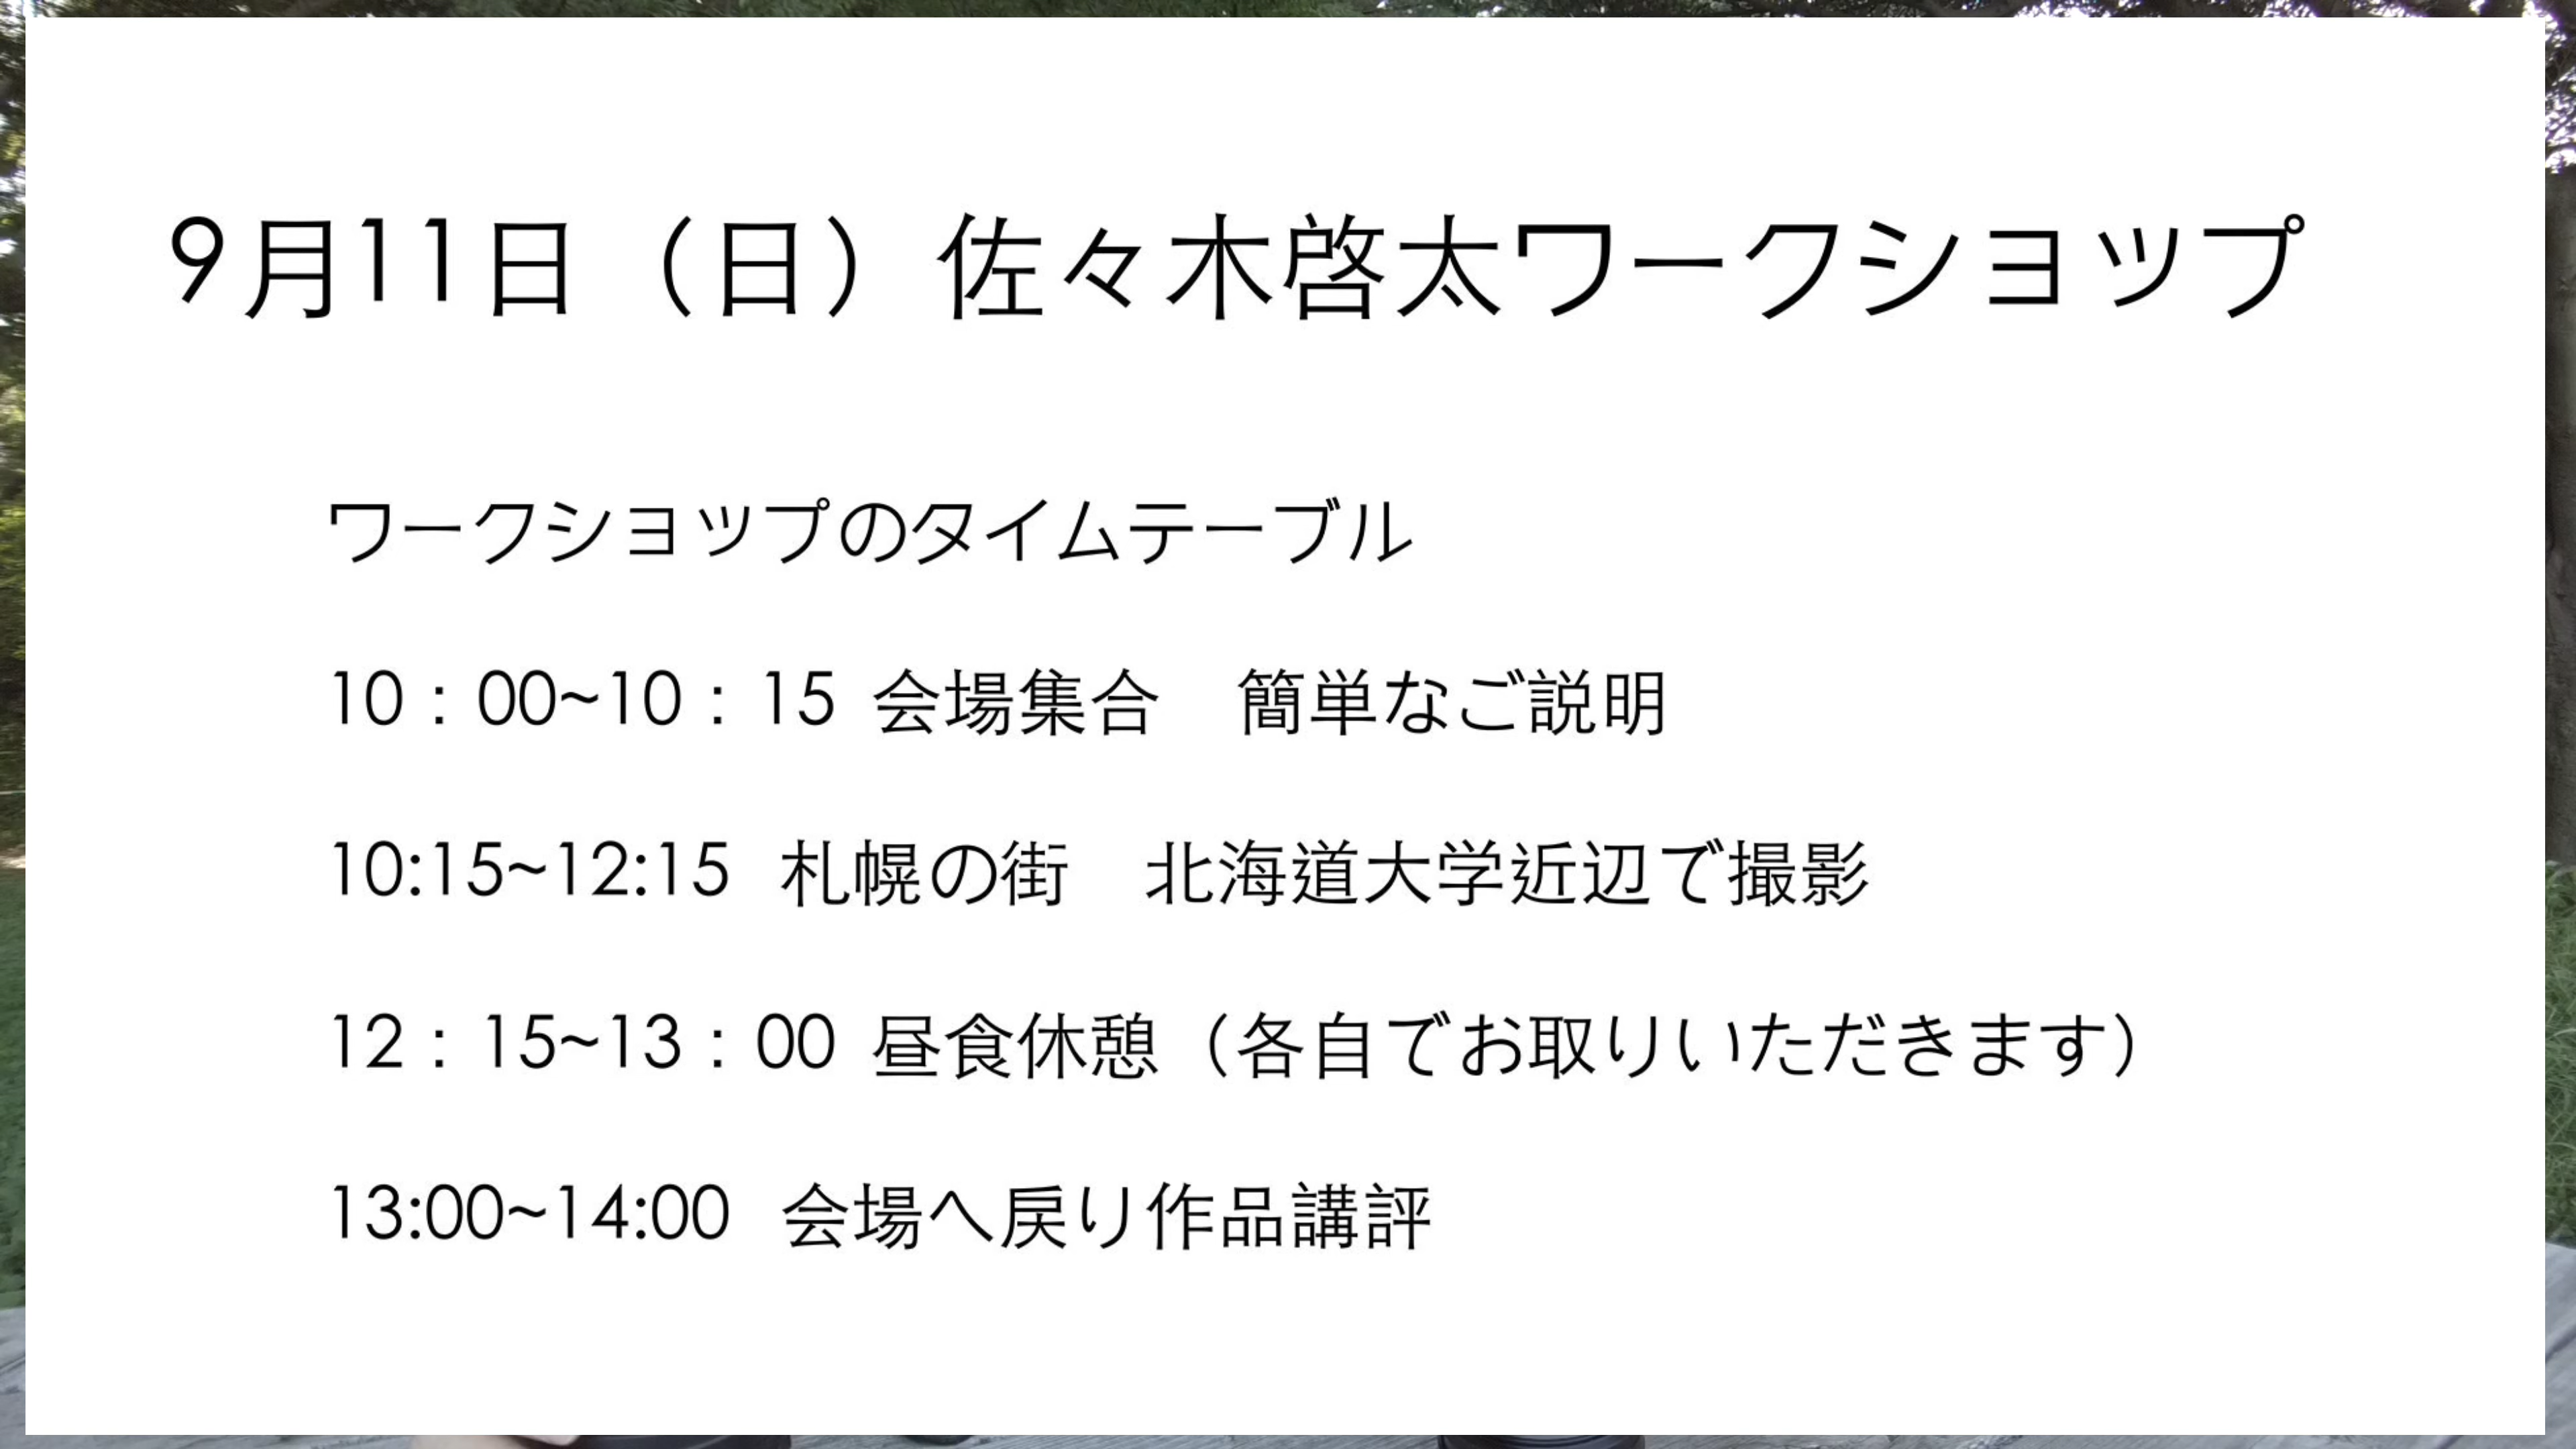 9月11日（日）佐々木啓太ワークショップ
ワークショップのタイムテーブル
10：00~10：15 会場集合　簡単なご説明
10:15~12:15 札幌の街　北海道大学近辺で撮影
12：15~13：00 昼食休憩（各自でお取りいただきます）
13:00~14:00 会場へ戻り作品講評